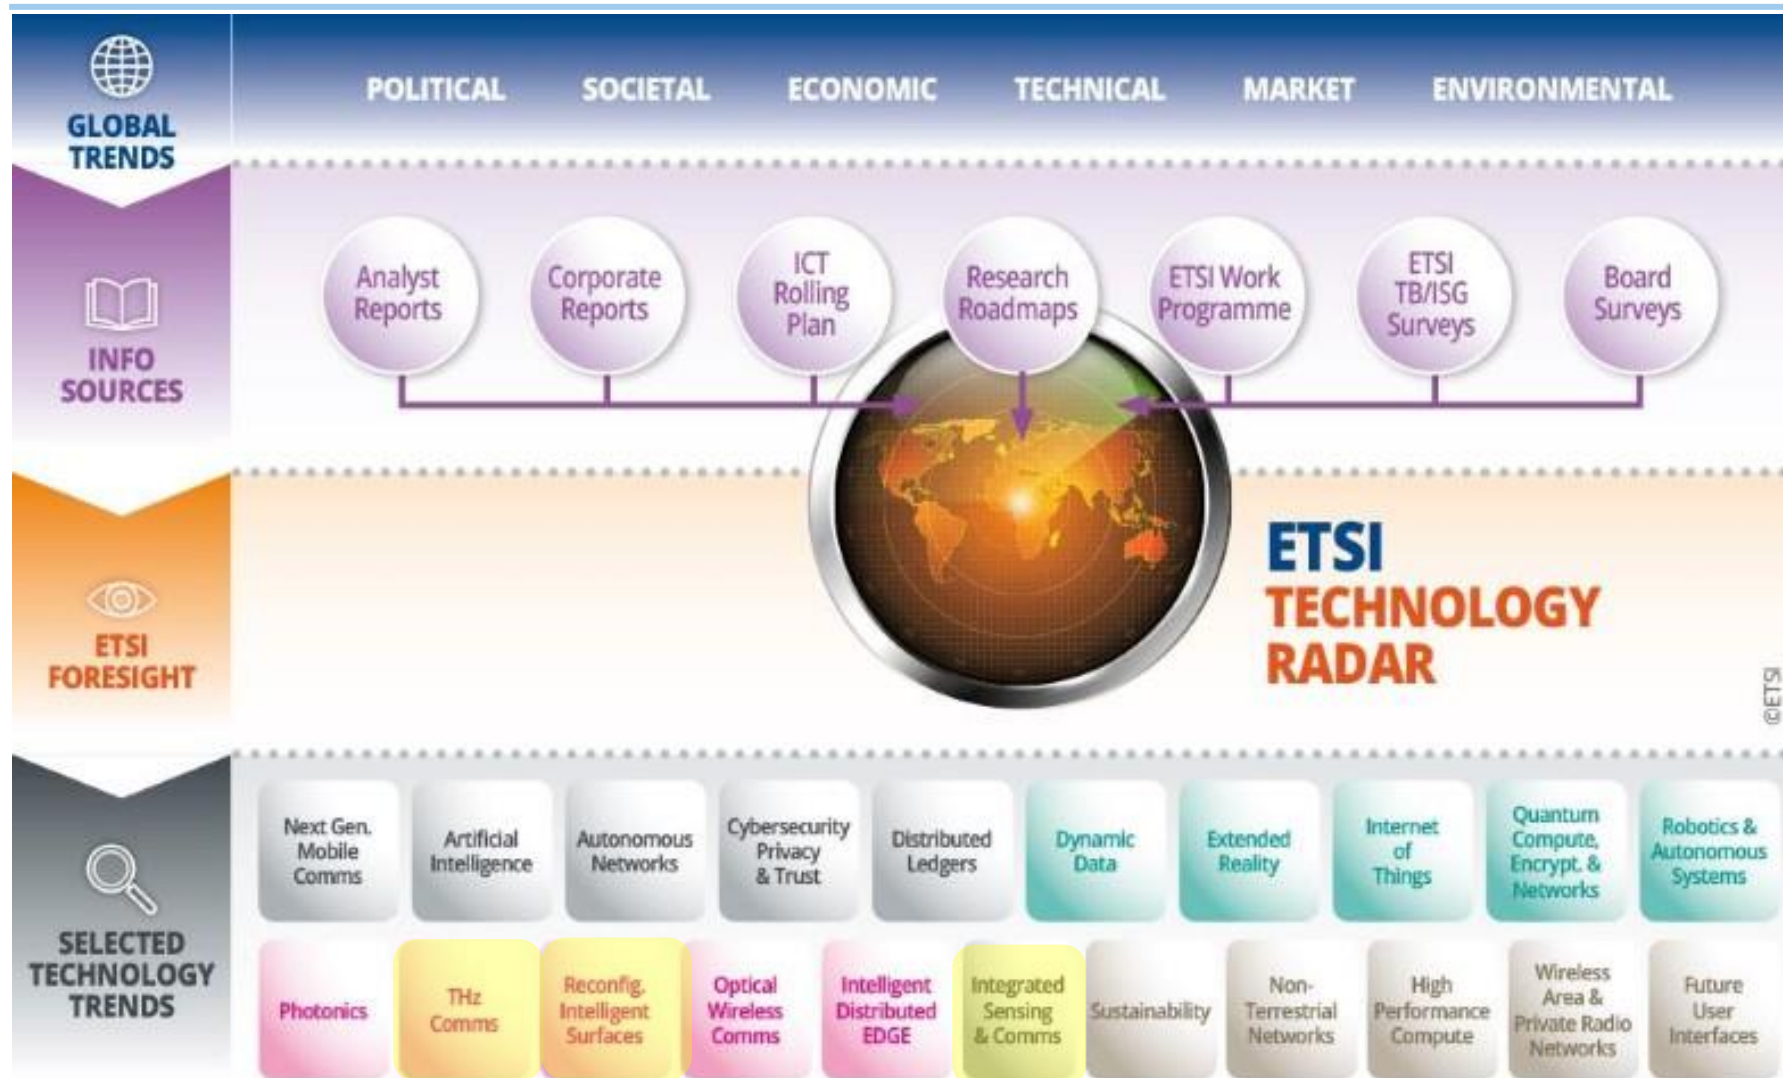 GLOBAL
TRENDS
POLITICAL SOCIETAL ECONOMIC TECHNICAL MARKET ENVIRONMENTAL
INFO
SOURCES
Analyst
Reports
Corporate
Reports
ICT
Rolling
Plan
Research
Roadmaps
ETSI Work
Programme
ETSI
TB/ISG
Surveys
Board
Surveys
ETSI
FORESIGHT
ETSI
TECHNOLOGY
RADAR
©ETSI
SELECTED
TECHNOLOGY
TRENDS
Next Gen.
Mobile
Comms
Artificial
Intelligence
Autonomous
Networks
Cybersecurity
Privacy
& Trust
Distributed
Ledgers
Dynamic
Data
Extended
Reality
Internet
of
Things
Quantum
Compute,
Encrypt. &
Networks
Robotics &
Autonomous
Systems
Photonics
THz
Comms
Reconfig.
Intelligent
Surfaces
Optical
Wireless
Comms
Intelligent
Distributed
EDGE
Integrated
Sensing
& Comms
Sustainability
Non-
Terrestrial
Networks
High
Performance
Compute
Wireless
Area &
Private Radio
Networks
Future
User
Interfaces